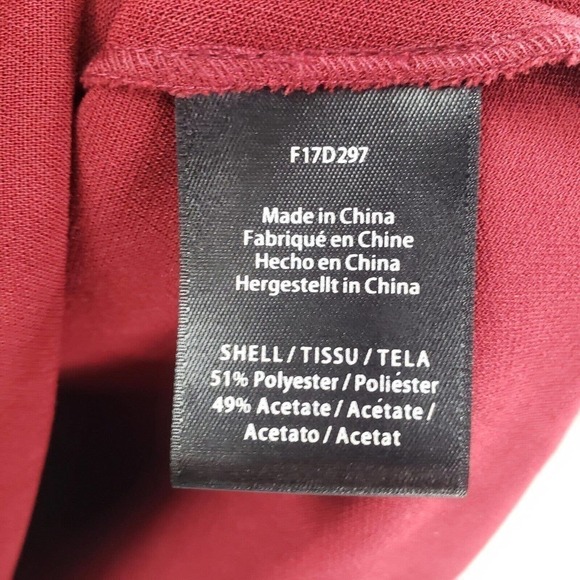 F17D297
Made in China
Fabriqué en Chine
Hecho en China
Hergestellt in China
SHELL / TISSU / TELA
51% Polyester / Poliéster
49% Acetate / Acétate /
Acetato / Acetat